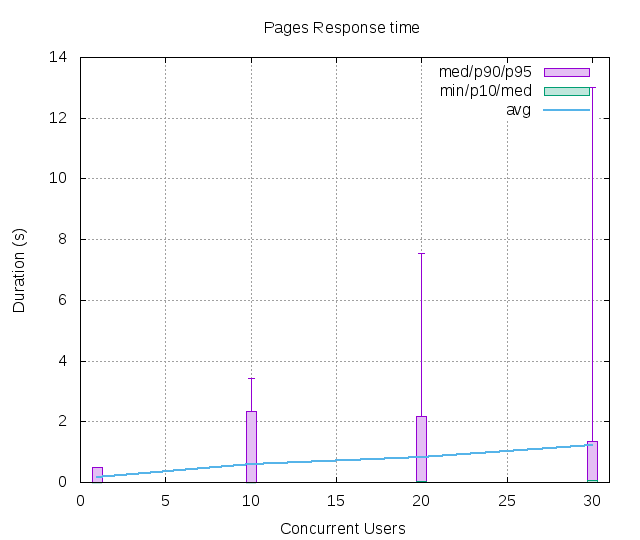 Pages Response time
14
12
10
8
6
4
2
0
Duration (s)
med/p90/p95
min/p10/med
avg
0 5 10 15 20 25 30
Concurrent Users